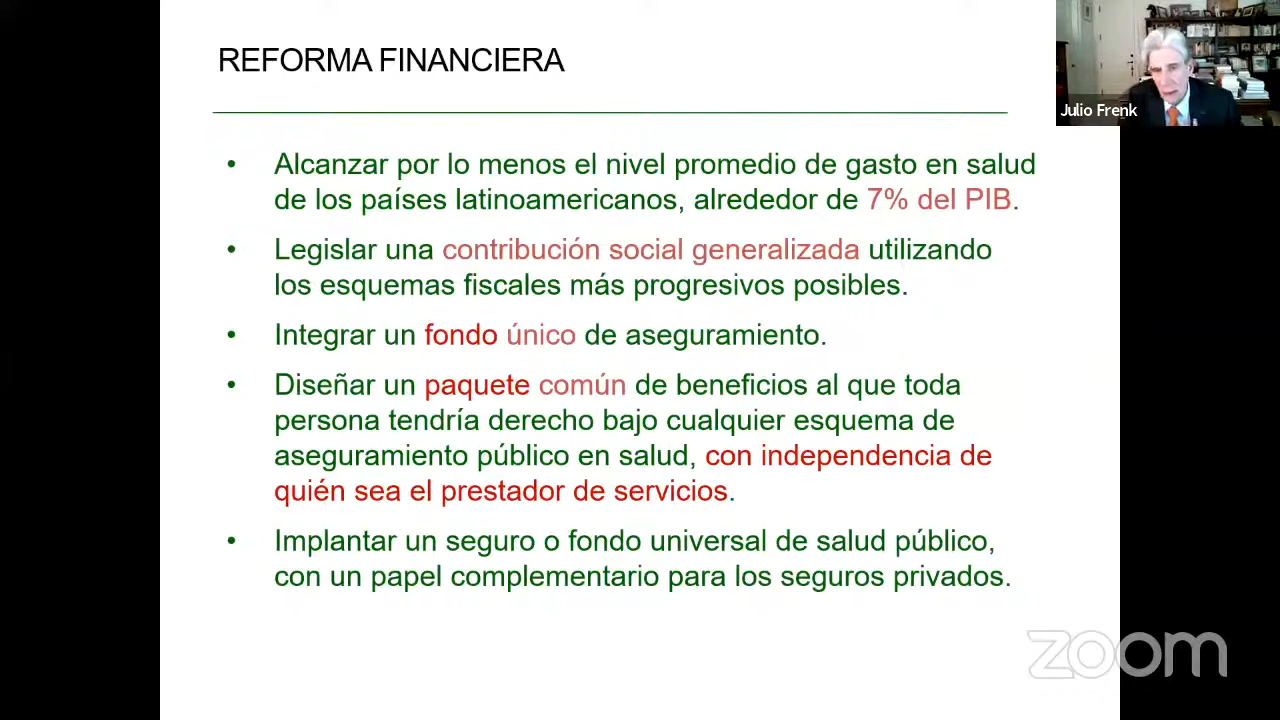 REFORMA FINANCIERA
Julio Frenk
• Alcanzar por lo menos el nivel promedio de gasto en salud
de los países latinoamericanos, alrededor de 7% del PIB.
• Legislar una contribución social generalizada utilizando
los esquemas fiscales más progresivos posibles.
• Integrar un fondo único de aseguramiento.
• Diseñar un paquete común de beneficios al que toda
persona tendría derecho bajo cualquier esquema de
aseguramiento público en salud, con independencia de
quién sea el prestador de servicios.
• Implantar un seguro o fondo universal de salud público,
con un papel complementario para los seguros privados.
zoom